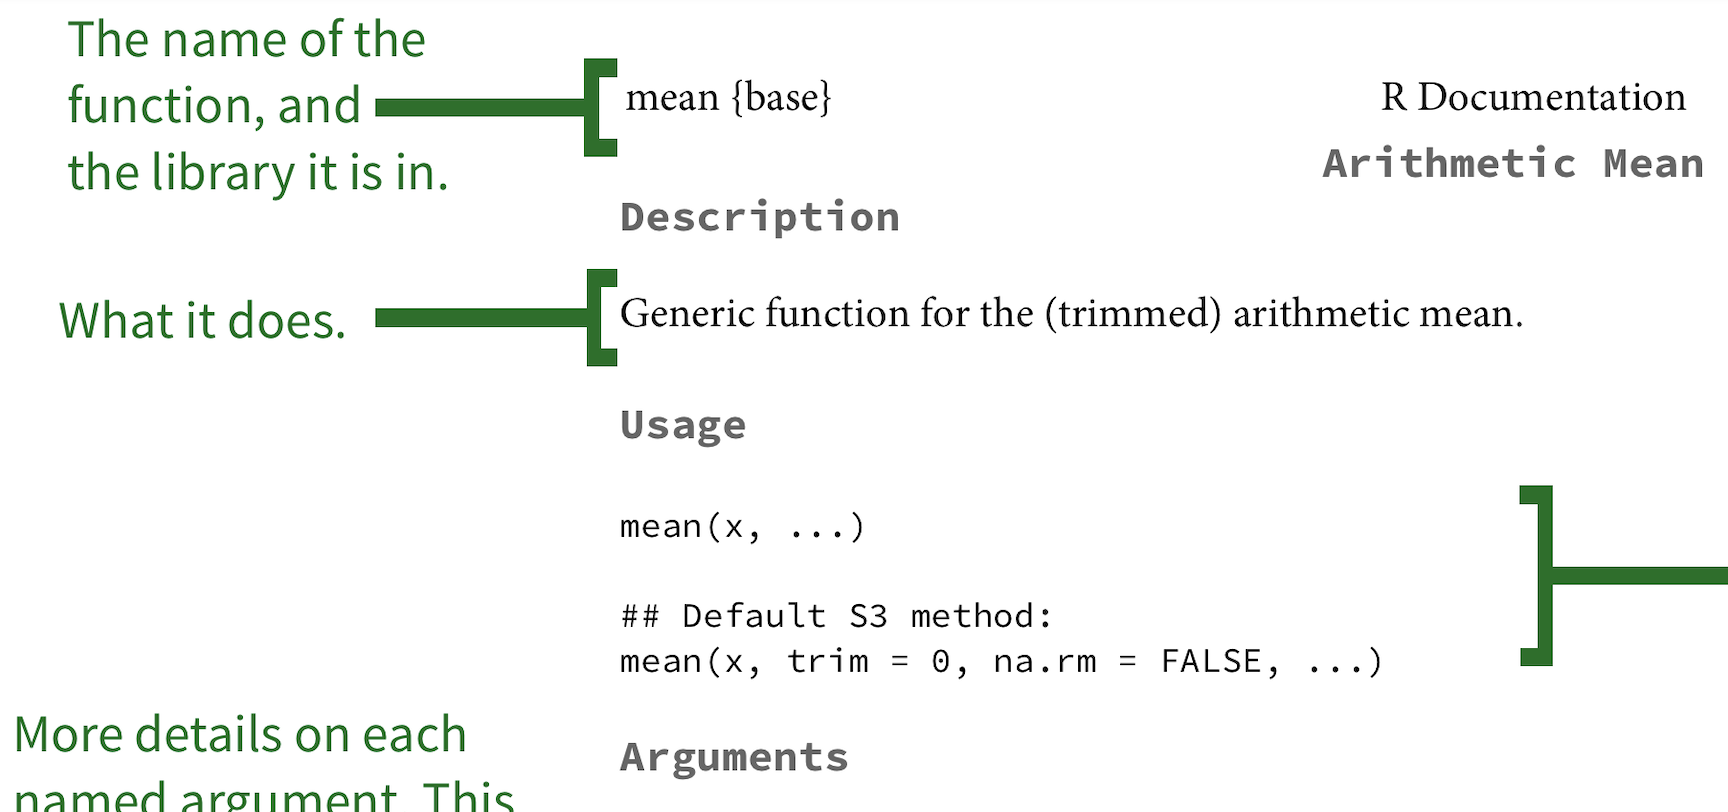 The name of the
function, and
the library it is in.
mean {base}
R Documentation
Arithmetic Mean
Description
What it does.
Generic function for the (trimmed) arithmetic mean.
Usage
mean(x, ...)
## Default S3 method:
mean(x, trim = 0, na.rm = FALSE, ...)
More details on each
named argument. This
Arguments